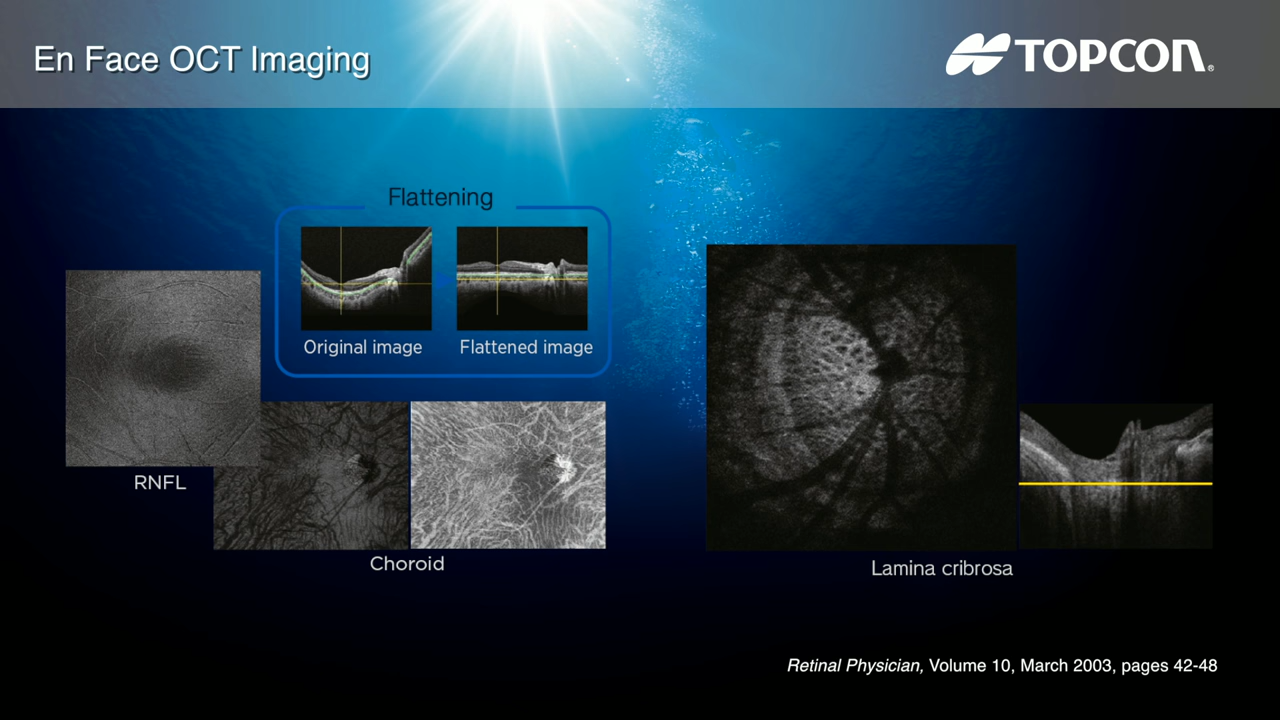 En Face OCT Imaging
TOPCON®
Flattening
Original image
Flattened image
RNFL
Choroid
Lamina cribrosa
Retinal Physician, Volume 10, March 2003, pages 42-48